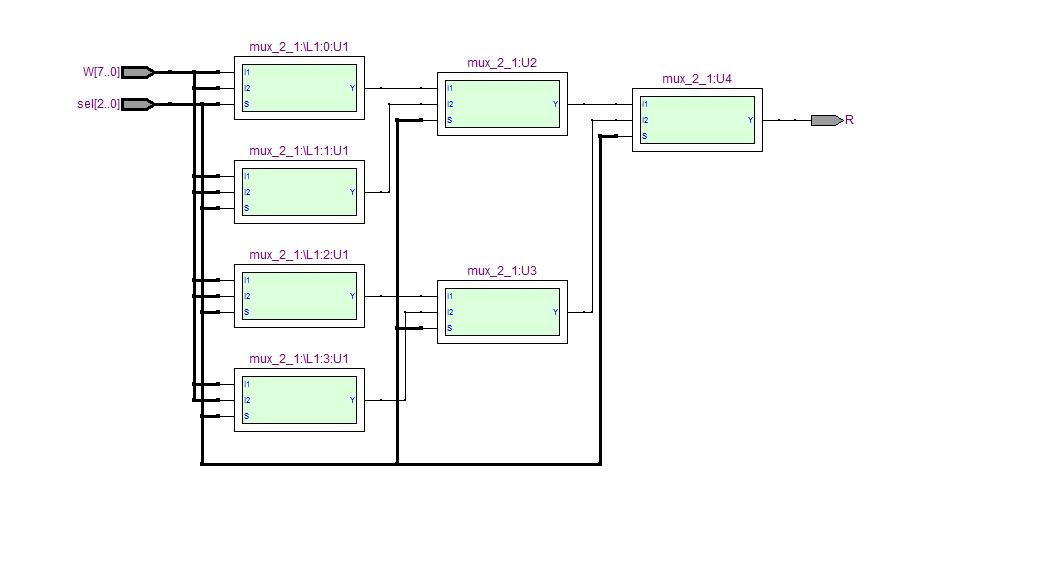 mux_2_1:\L1:0:U1
W[7..0]
sel[2..0]
I1
I2
S
Y
mux_2_1:U2
I1
I2
S
Y
mux_2_1:U4
I1
I2
S
Y
R
mux_2_1:\L1:1:U1
I1
I2
S
Y
mux_2_1:\L1:2:U1
I1
I2
S
Y
mux_2_1:U3
I1
I2
S
Y
mux_2_1:\L1:3:U1
I1
I2
S
Y